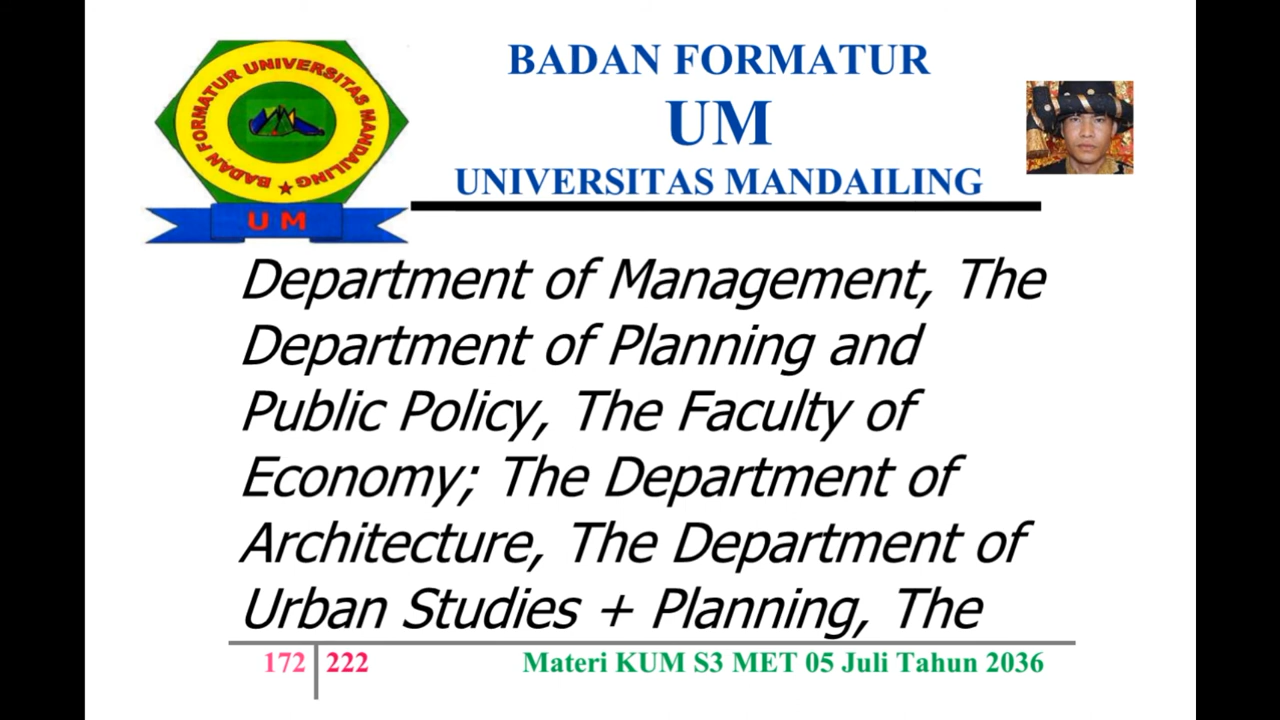 BADAN FORMATUR UNIVERSITAS MANDAILING
U M
BADAN FORMATUR
UM
UNIVERSITAS MANDAILING
Department of Management, The
Department of Planning and
Public Policy, The Faculty of
Economy; The Department of
Architecture, The Department of
Urban Studies + Planning, The
172 222 Materi KUM S3 MET 05 Juli Tahun 2036